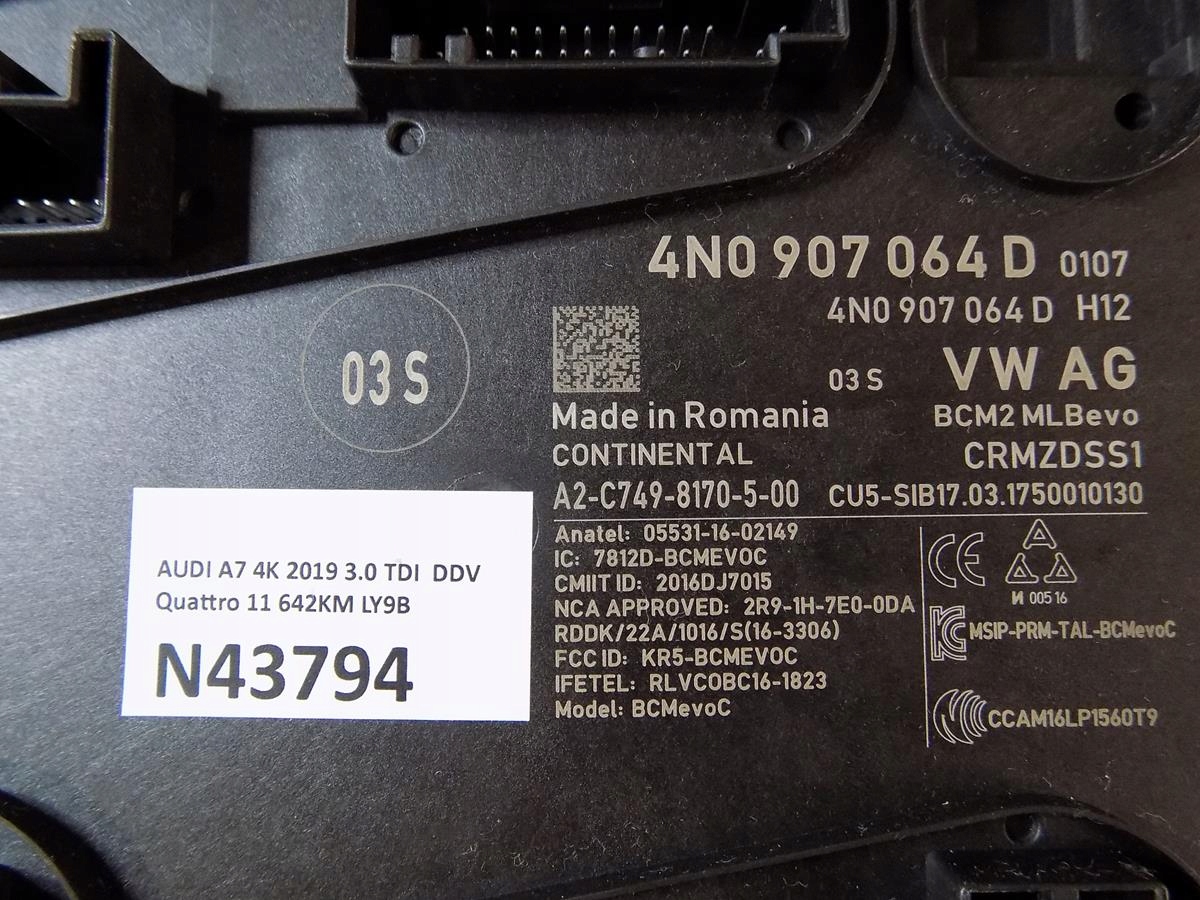 4N0 907 064 D 0107
4N0 907 064 D H12
03 S
03 S VW AG
Made in Romania BCM2 MLBevo
CONTINENTAL CRMZDSS1
A2-C749-8170-5-00 CU5-SIB17.03.1750010130
Anatel: 05531-16-02149
IC: 7812D-BCMEVOC
CMIIT ID: 2016DJ7015
NCA APPROVED: 2R9-1H-7E0-0DA
RDDK/22A/1016/S(16-3306)
FCC ID: KR5-BCMEVOC
IFETEL: RLVCOBC16-1823
Model: BCMevoC
CE
И 005 16
MSIP-PRM-TAL-BCMevoC
CCAM16LP1560T9
AUDI A7 4K 2019 3.0 TDI DDV
Quattro 11 642KM LY9B
N43794